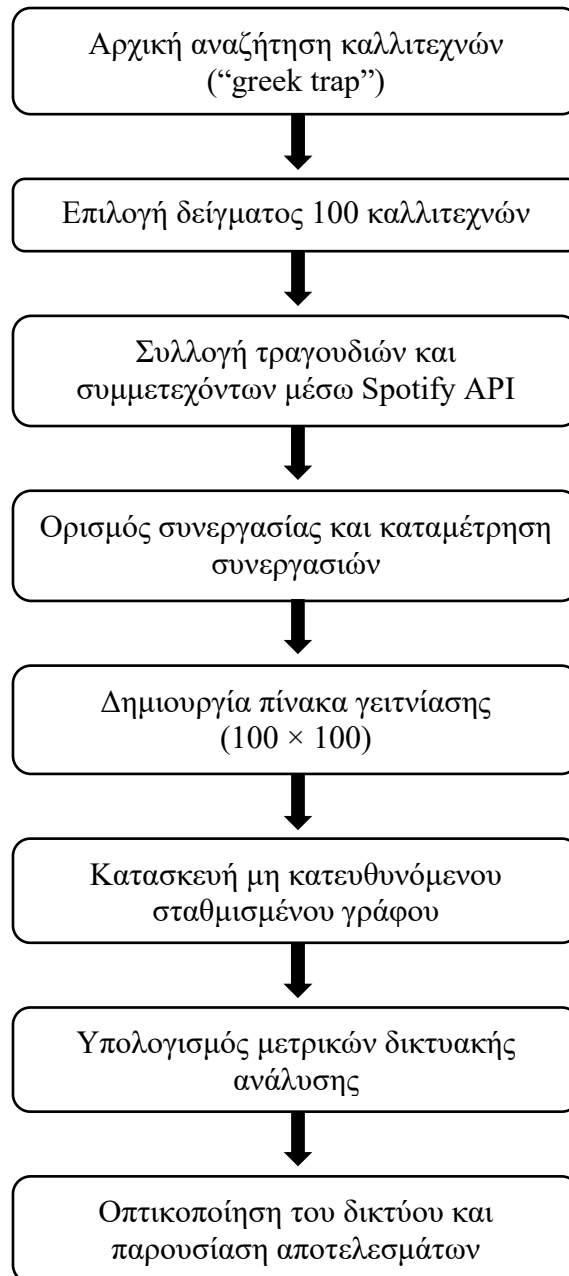 Αρχική αναζήτηση καλλιτεχνών
(“greek trap”)
Επιλογή δείγματος 100 καλλιτεχνών
Συλλογή τραγουδιών και
συμμετεχόντων μέσω Spotify API
Ορισμός συνεργασίας και καταμέτρηση
συνεργασιών
Δημιουργία πίνακα γειτνίασης
(100 × 100)
Κατασκευή μη κατευθυνόμενου
σταθμισμένου γράφου
Υπολογισμός μετρικών δικτυακής
ανάλυσης
Οπτικοποίηση του δικτύου και
παρουσίαση αποτελεσμάτων